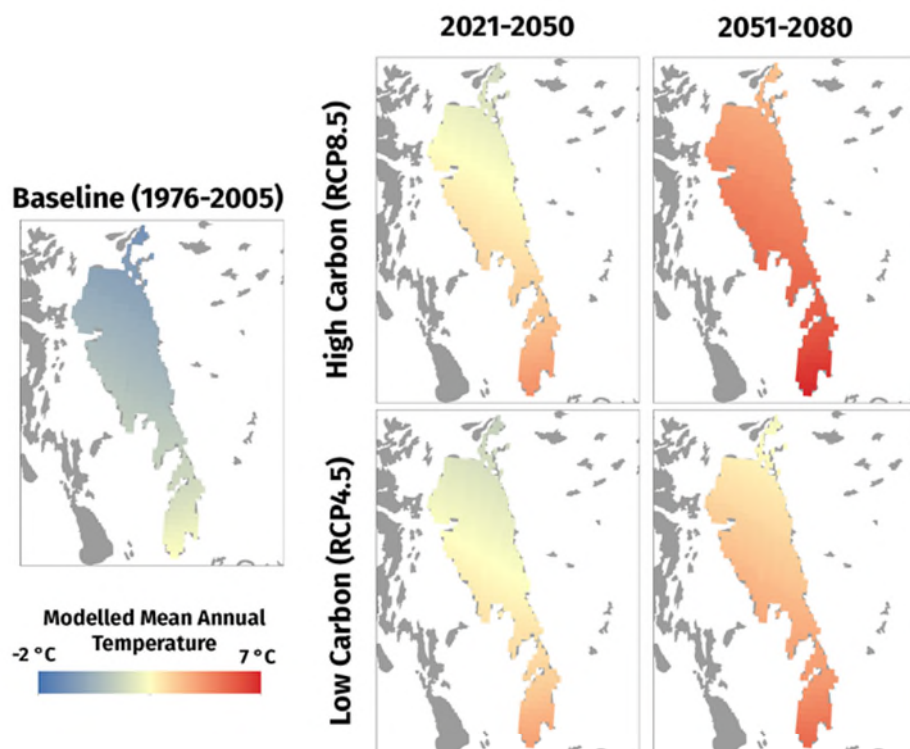 2021-2050
2051-2080
High Carbon (RCP8.5)
Baseline (1976-2005)
Low Carbon (RCP4.5)
Modelled Mean Annual
Temperature
-2 °C
7 °C